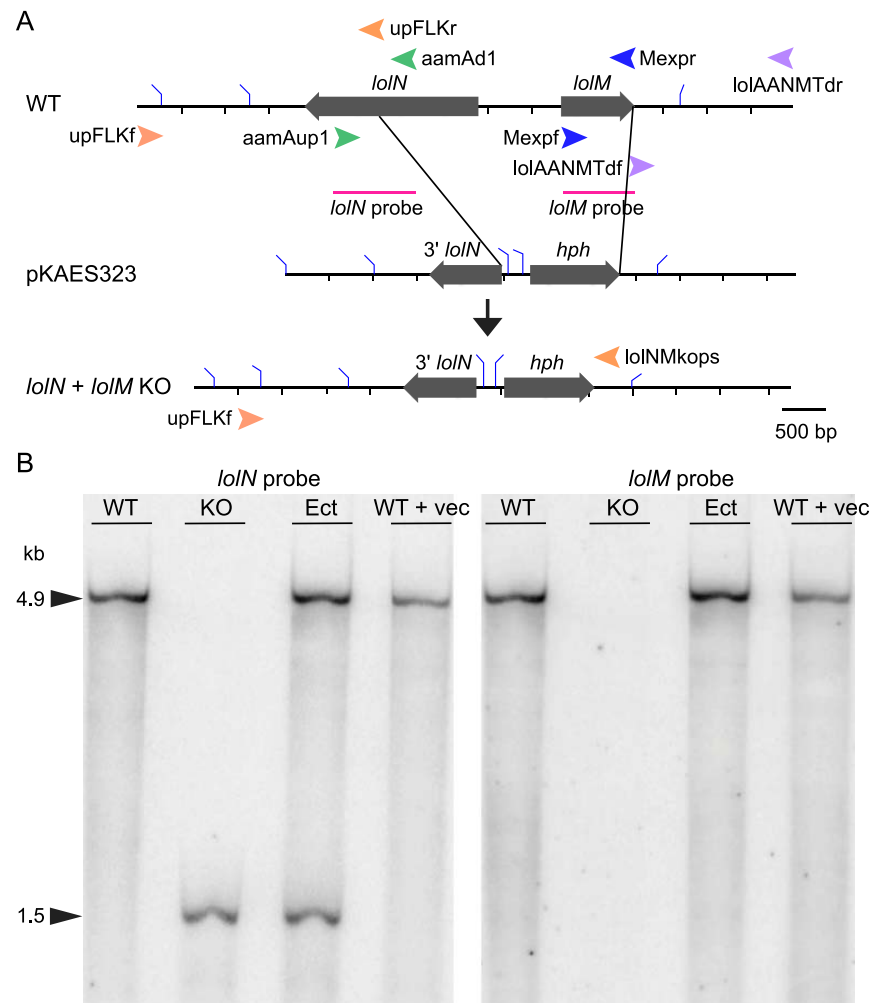 A
upFLKr
aamAd1
Mexpr
lolN
lolM
lolAANMTdr
WT
upFLKf
aamAup1
Mexpf
lolAANMTdf
lolN probe
lolM probe
3' lolN
hph
pKAES323
3' lolN
hph
lolNMkops
lolN + lolM KO
upFLKf
500 bp
B
lolN probe
lolM probe
WT KO Ect WT + vec WT KO Ect WT + vec
kb
4.9
1.5